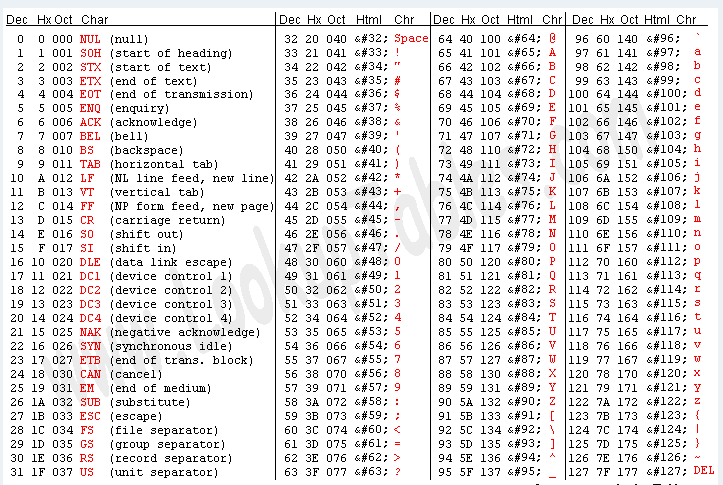 Dec Hx Oct Char Dec Hx Oct Html Chr Dec Hx Oct Html Chr Dec Hx Oct Html Chr
0 0 000 NUL (null) 32 20 040 &#32; Space 64 40 100 &#64; @ 96 60 140 &#96; `
1 1 001 SOH (start of heading) 33 21 041 &#33; ! 65 41 101 &#65; A 97 61 141 &#97; a
2 2 002 STX (start of text) 34 22 042 &#34; " 66 42 102 &#66; B 98 62 142 &#98; b
3 3 003 ETX (end of text) 35 23 043 &#35; # 67 43 103 &#67; C 99 63 143 &#99; c
4 4 004 EOT (end of transmission) 36 24 044 &#36; $ 68 44 104 &#68; D 100 64 144 &#100; d
5 5 005 ENQ (enquiry) 37 25 045 &#37; % 69 45 105 &#69; E 101 65 145 &#101; e
6 6 006 ACK (acknowledge) 38 26 046 &#38; & 70 46 106 &#70; F 102 66 146 &#102; f
7 7 007 BEL (bell) 39 27 047 &#39; ' 71 47 107 &#71; G 103 67 147 &#103; g
8 8 010 BS (backspace) 40 28 050 &#40; ( 72 48 110 &#72; H 104 68 150 &#104; h
9 9 011 TAB (horizontal tab) 41 29 051 &#41; ) 73 49 111 &#73; I 105 69 151 &#105; i
10 A 012 LF (NL line feed, new line) 42 2A 052 &#42; * 74 4A 112 &#74; J 106 6A 152 &#106; j
11 B 013 VT (vertical tab) 43 2B 053 &#43; + 75 4B 113 &#75; K 107 6B 153 &#107; k
12 C 014 FF (NP form feed, new page) 44 2C 054 &#44; , 76 4C 114 &#76; L 108 6C 154 &#108; l
13 D 015 CR (carriage return) 45 2D 055 &#45; - 77 4D 115 &#77; M 109 6D 155 &#109; m
14 E 016 SO (shift out) 46 2E 056 &#46; . 78 4E 116 &#78; N 110 6E 156 &#110; n
15 F 017 SI (shift in) 47 2F 057 &#47; / 79 4F 117 &#79; O 111 6F 157 &#111; o
16 10 020 DLE (data link escape) 48 30 060 &#48; 0 80 50 120 &#80; P 112 70 160 &#112; p
17 11 021 DC1 (device control 1) 49 31 061 &#49; 1 81 51 121 &#81; Q 113 71 161 &#113; q
18 12 022 DC2 (device control 2) 50 32 062 &#50; 2 82 52 122 &#82; R 114 72 162 &#114; r
19 13 023 DC3 (device control 3) 51 33 063 &#51; 3 83 53 123 &#83; S 115 73 163 &#115; s
20 14 024 DC4 (device control 4) 52 34 064 &#52; 4 84 54 124 &#84; T 116 74 164 &#116; t
21 15 025 NAK (negative acknowledge) 53 35 065 &#53; 5 85 55 125 &#85; U 117 75 165 &#117; u
22 16 026 SYN (synchronous idle) 54 36 066 &#54; 6 86 56 126 &#86; V 118 76 166 &#118; v
23 17 027 ETB (end of trans. block) 55 37 067 &#55; 7 87 57 127 &#87; W 119 77 167 &#119; w
24 18 030 CAN (cancel) 56 38 070 &#56; 8 88 58 130 &#88; X 120 78 170 &#120; x
25 19 031 EM (end of medium) 57 39 071 &#57; 9 89 59 131 &#89; Y 121 79 171 &#121; y
26 1A 032 SUB (substitute) 58 3A 072 &#58; : 90 5A 132 &#90; Z 122 7A 172 &#122; z
27 1B 033 ESC (escape) 59 3B 073 &#59; ; 91 5B 133 &#91; [ 123 7B 173 &#123; {
28 1C 034 FS (file separator) 60 3C 074 &#60; < 92 5C 134 &#92; \ 124 7C 174 &#124; |
29 1D 035 GS (group separator) 61 3D 075 &#61; = 93 5D 135 &#93; ] 125 7D 175 &#125; }
30 1E 036 RS (record separator) 62 3E 076 &#62; > 94 5E 136 &#94; ^ 126 7E 176 &#126; ~
31 1F 037 US (unit separator) 63 3F 077 &#63; ? 95 5F 137 &#95; _ 127 7F 177 &#127; DEL